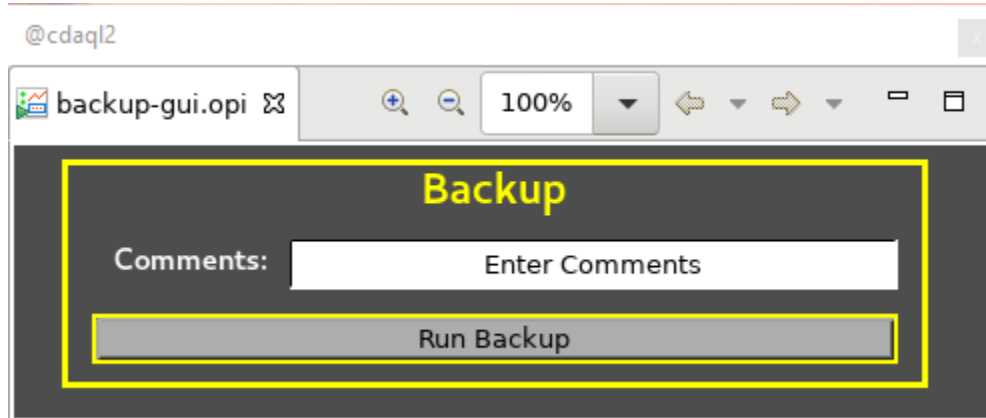 @cdaql2
backup-gui.opi 100%
Backup
Comments: Enter Comments
Run Backup